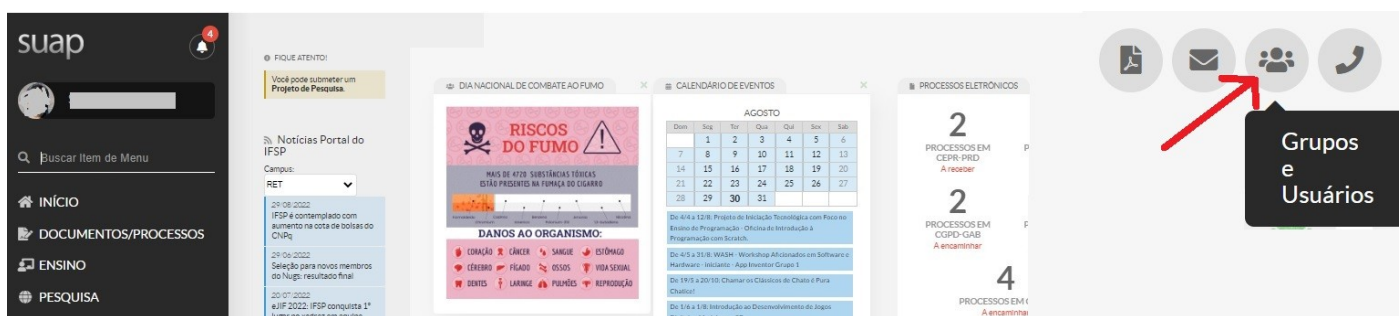 suap
4
Buscar Item de Menu
INÍCIO
DOCUMENTOS/PROCESSOS
ENSINO
PESQUISA
FIQUE ATENTO!
Você pode submeter um
Projeto de Pesquisa.
Notícias Portal do
IFSP
Campus:
RET
29/08/2022
IFSP é contemplado com
aumento na cota de bolsas do
CNPq
29/06/2022
Seleção para novos membros
do Nugs: resultado final
20/07/2022
eJIF 2022: IFSP conquista 1º
DIA NACIONAL DE COMBATE AO FUMO
RISCOS
DO FUMO
MAIS DE 4720 SUBSTÂNCIAS TÓXICAS
ESTÃO PRESENTES NA FUMAÇA DO CIGARRO
DANOS AO ORGANISMO:
CORAÇÃO CÂNCER SANGUE ESTÔMAGO
CÉREBRO FÍGADO OSSOS VIDA SEXUAL
DENTES LARINGE PULMÕES REPRODUÇÃO
CALENDÁRIO DE EVENTOS
AGOSTO
Dom Seg Ter Qua Qui Sex Sáb
1 2 3 4 5 6
7 8 9 10 11 12 13
14 15 16 17 18 19 20
21 22 23 24 25 26 27
28 29 30 31
De 4/4 a 12/8: Projeto de Iniciação Tecnológica com Foco no
Ensino de Programação - Oficina de Introdução à
Programação com Scratch.
De 4/5 a 31/8: WASH - Workshop Aficionados em Software e
Hardware - Iniciante - App Inventor Grupo 1
De 19/5 a 20/10: Chamar os Clássicos de Chato é Pura
Chatice!
De 1/6 a 1/8: Introdução ao Desenvolvimento de Jogos
PROCESSOS ELETRÔNICOS
2
PROCESSOS EM
CEPR-PRD
A receber
2
PROCESSOS EM
CGPD-GAB
A encaminhar
4
PROCESSOS EM
A encaminhar
Grupos
e
Usuários